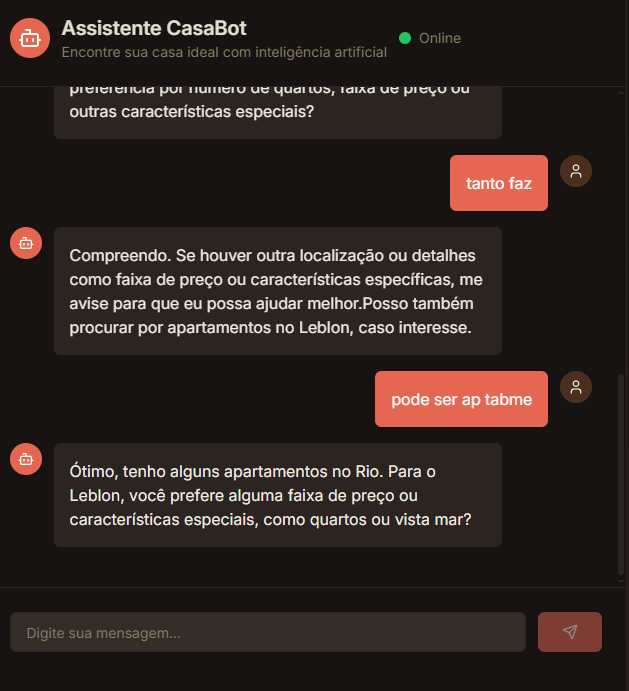 Assistente CasaBot
Encontre sua casa ideal com inteligência artificial
Online
preferência por número de quartos, faixa de preço ou
outras características especiais?
tanto faz
Compreendo. Se houver outra localização ou detalhes
como faixa de preço ou características específicas, me
avise para que eu possa ajudar melhor.Posso também
procurar por apartamentos no Leblon, caso interesse.
pode ser ap tabme
Ótimo, tenho alguns apartamentos no Rio. Para o
Leblon, você prefere alguma faixa de preço ou
características especiais, como quartos ou vista mar?
Digite sua mensagem...